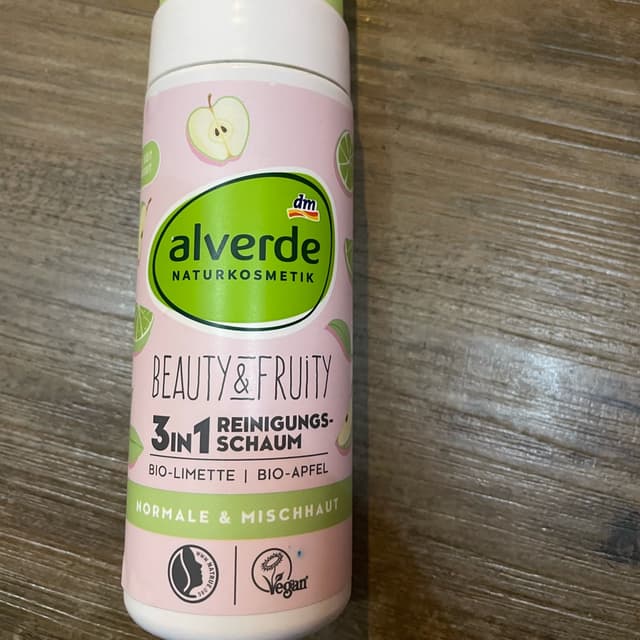 dm
alverde
NATURKOSMETIK
BEAUTY & FRUITY
3IN1 REINIGUNGS-
SCHAUM
BIO-LIMETTE | BIO-APFEL
NORMALE & MISCHHAUT
Vegan